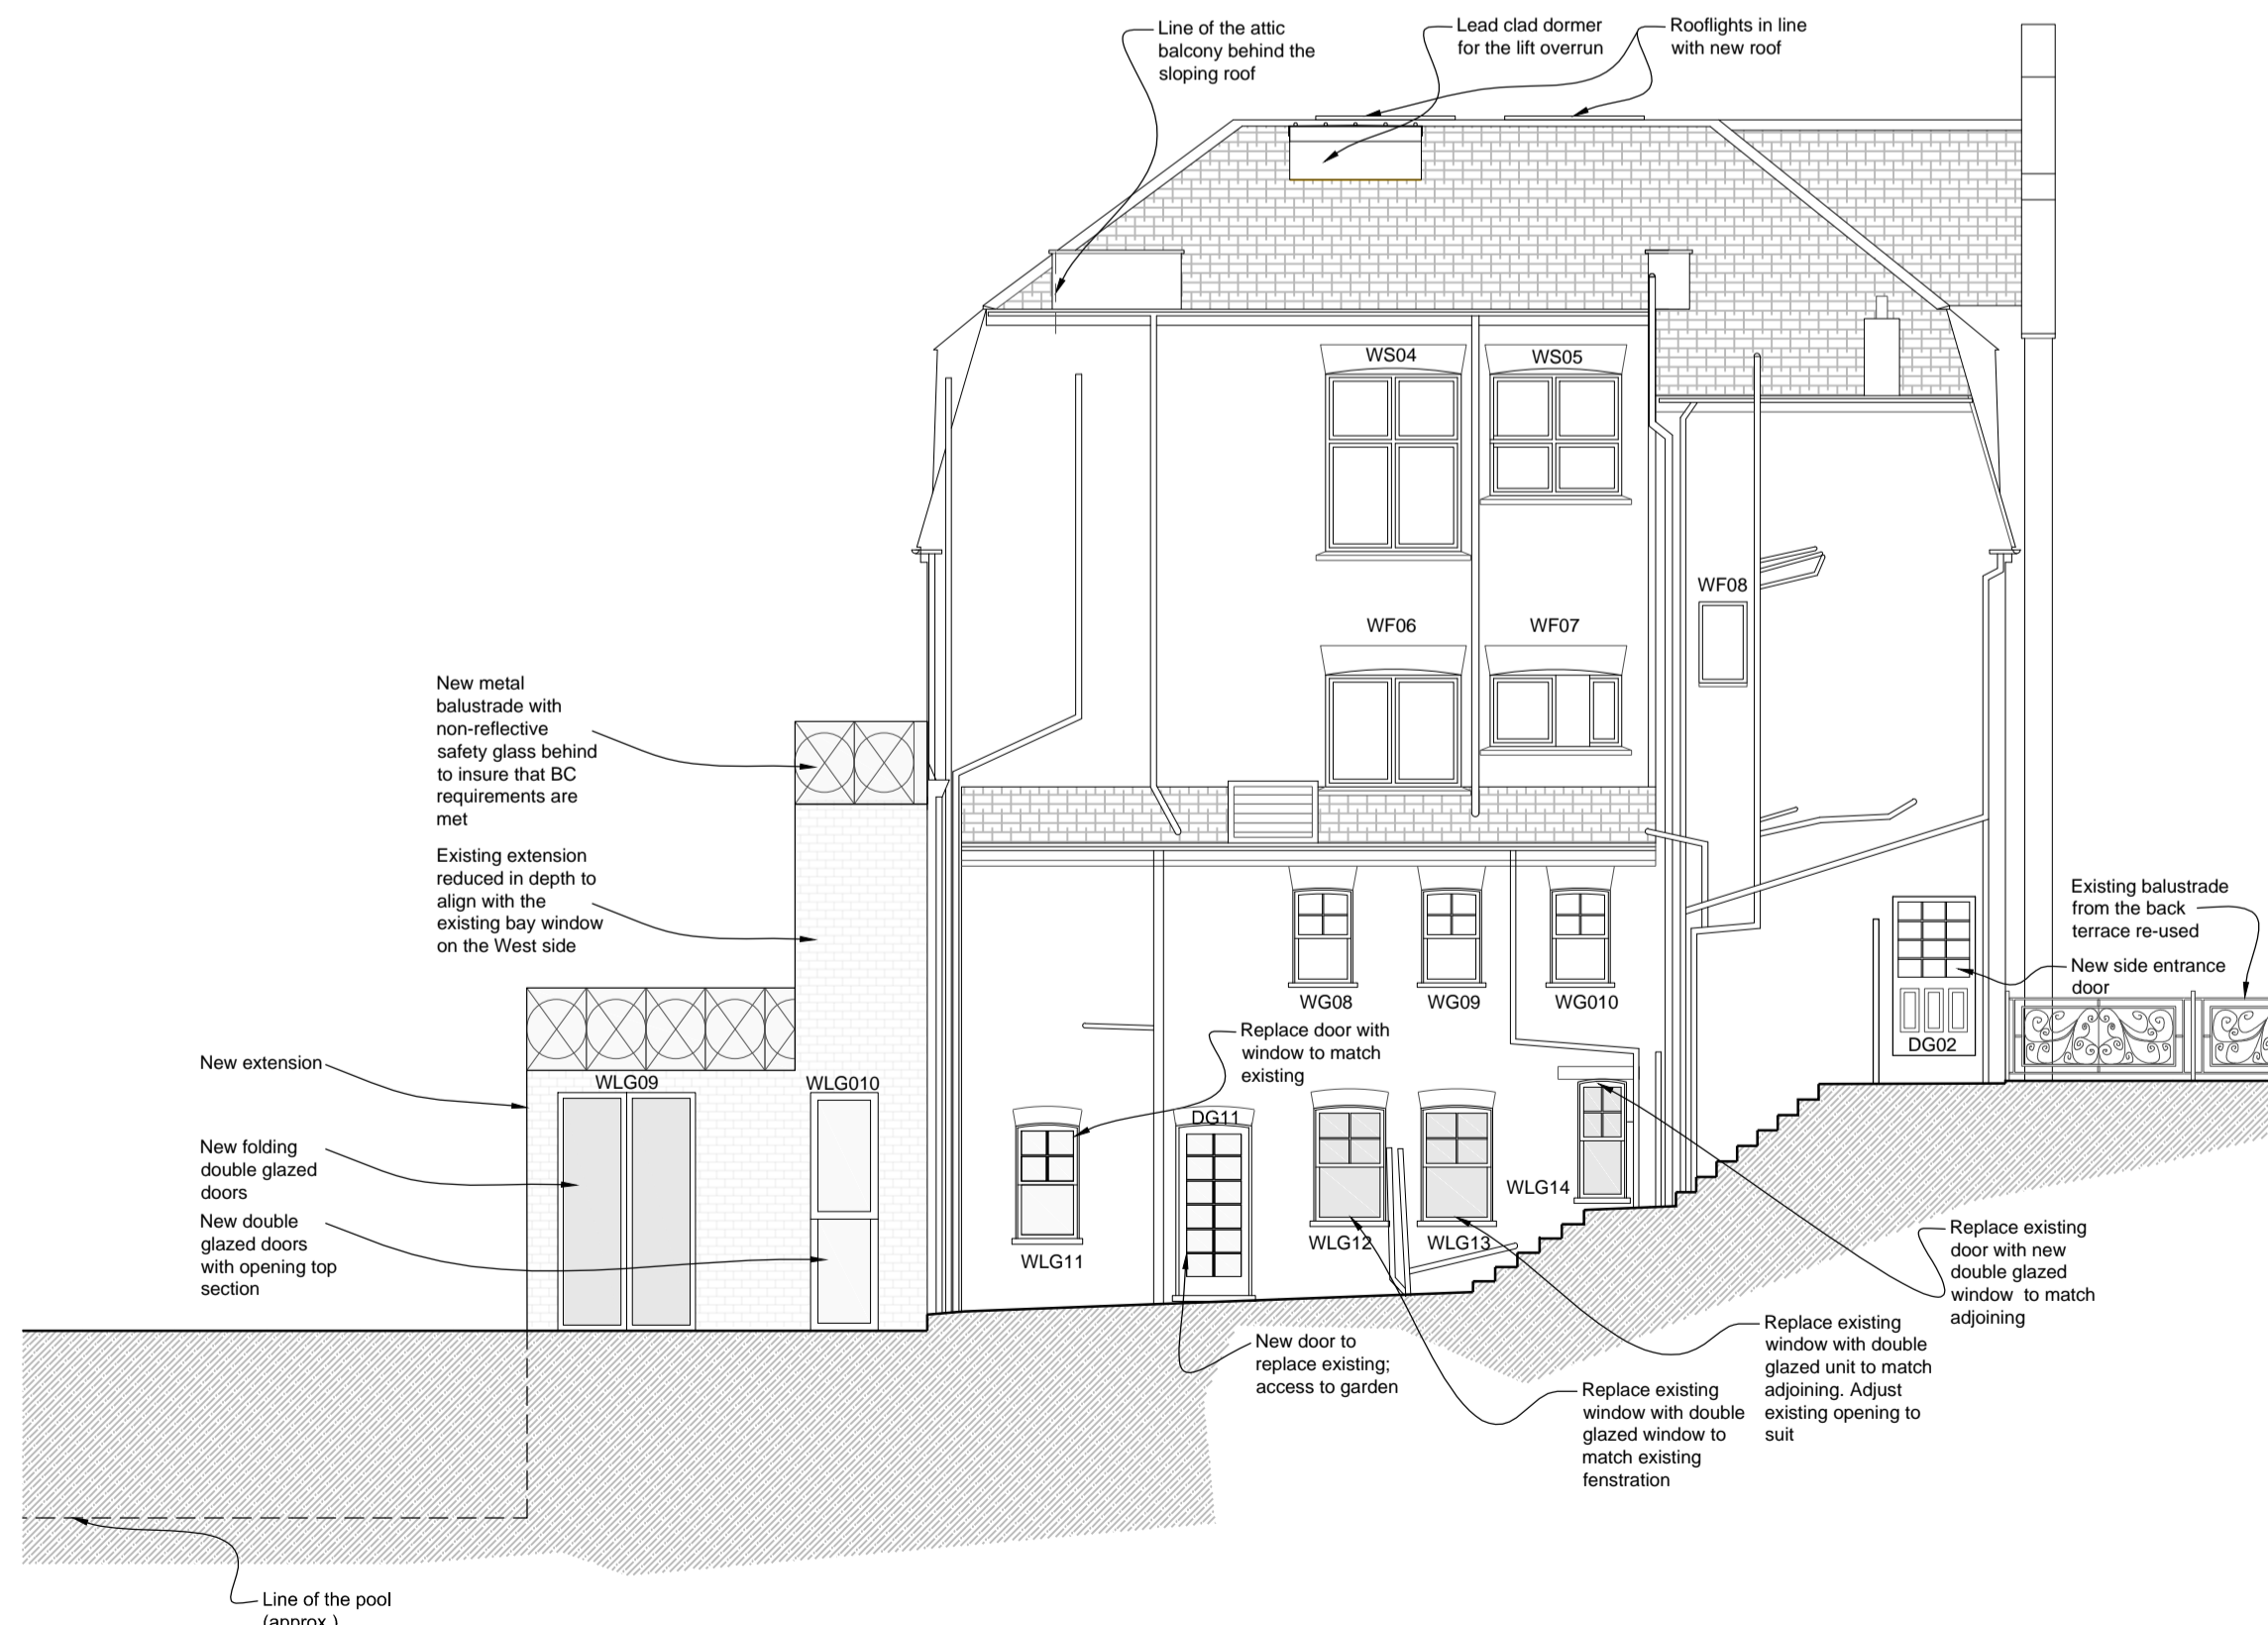 Line of the attic
balcony behind the
sloping roof
Lead clad dormer
for the lift overrun
Rooflights in line
with new roof
WS04
WS05
WF08
WF06
WF07
New metal
balustrade with
non-reflective
safety glass behind
to insure that BC
requirements are
met
Existing extension
reduced in depth to
align with the
existing bay window
on the West side
Existing balustrade
from the back
terrace re-used
New side entrance
door
WG08
WG09
WG010
DG02
Replace door with
window to match
existing
New extension
WLG09
WLG010
DG11
New folding
double glazed
doors
WLG14
New double
glazed doors
with opening top
section
WLG11
WLG12
WLG13
Replace existing
door with new
double glazed
window to match
adjoining
New door to
replace existing;
access to garden
Replace existing
window with double
glazed unit to match
adjoining. Adjust
existing opening to
suit
Replace existing
window with double
glazed window to
match existing
fenstration
Line of the pool
(approx.)